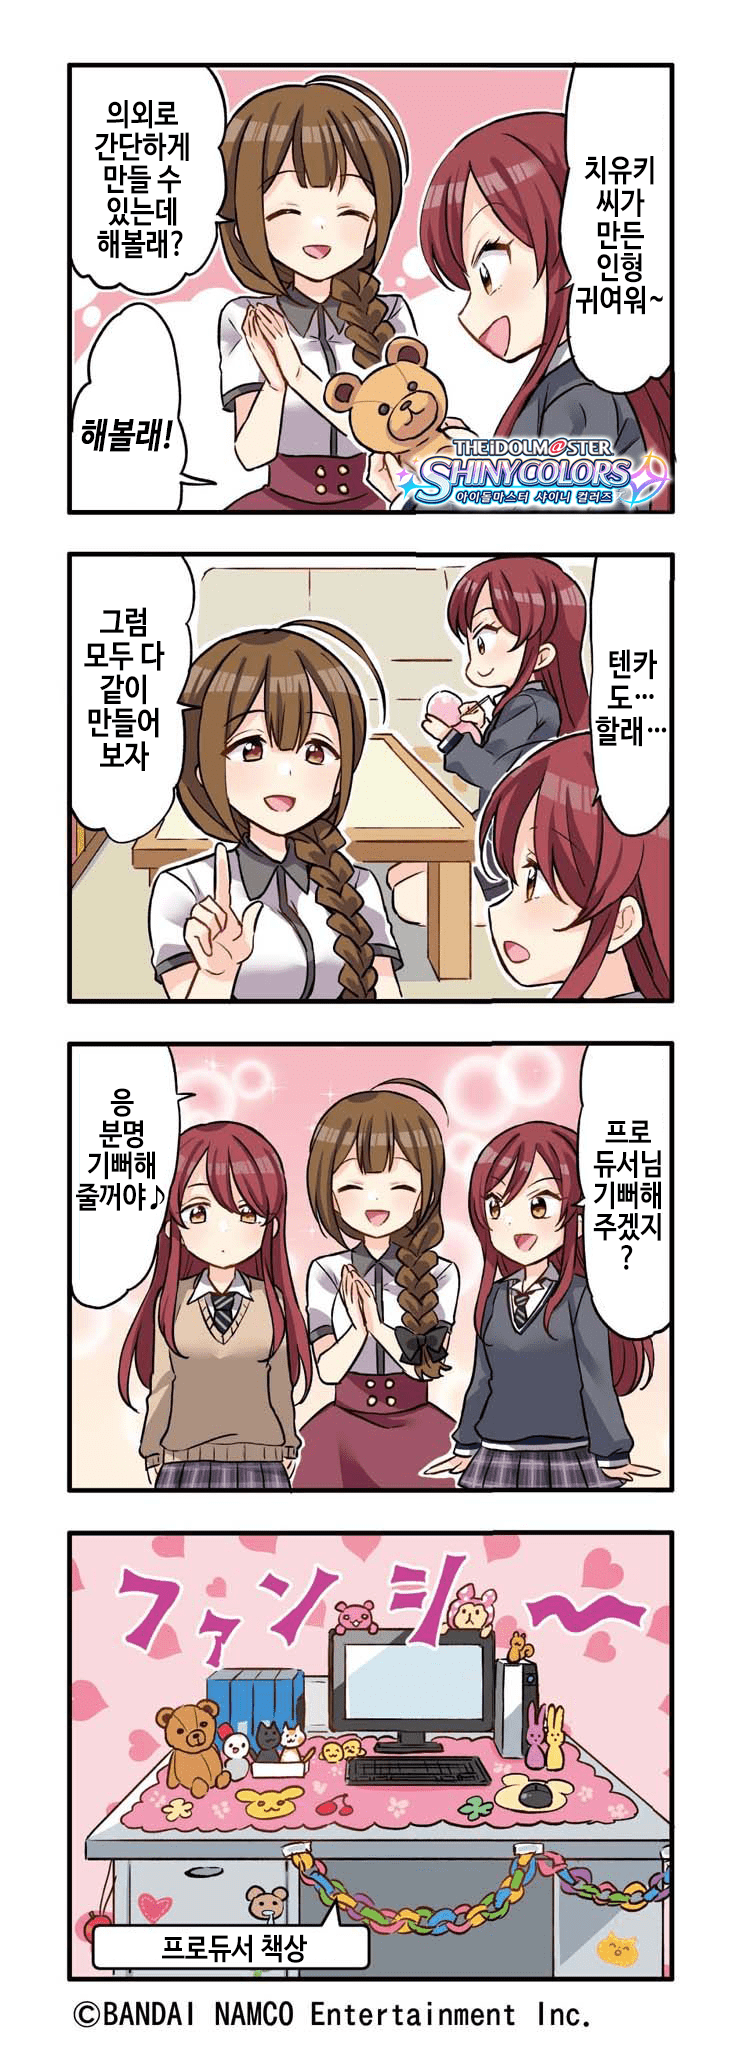 치유키
씨가
만든
인형
귀여워~
의외로
간단하게
만들 수
있는데
해볼래?
해볼래!
THE iDOLM@STER
SHINYCOLORS
아이돌마스터 샤이니 컬러즈
텐카
도…
할래…
그럼
모두 다
같이
만들어
보자
프로
듀서님
기뻐해
주겠지
?
응
분명
기뻐해
줄꺼야♪
ファンシ～
프로듀서 책상
©BANDAI NAMCO Entertainment Inc.